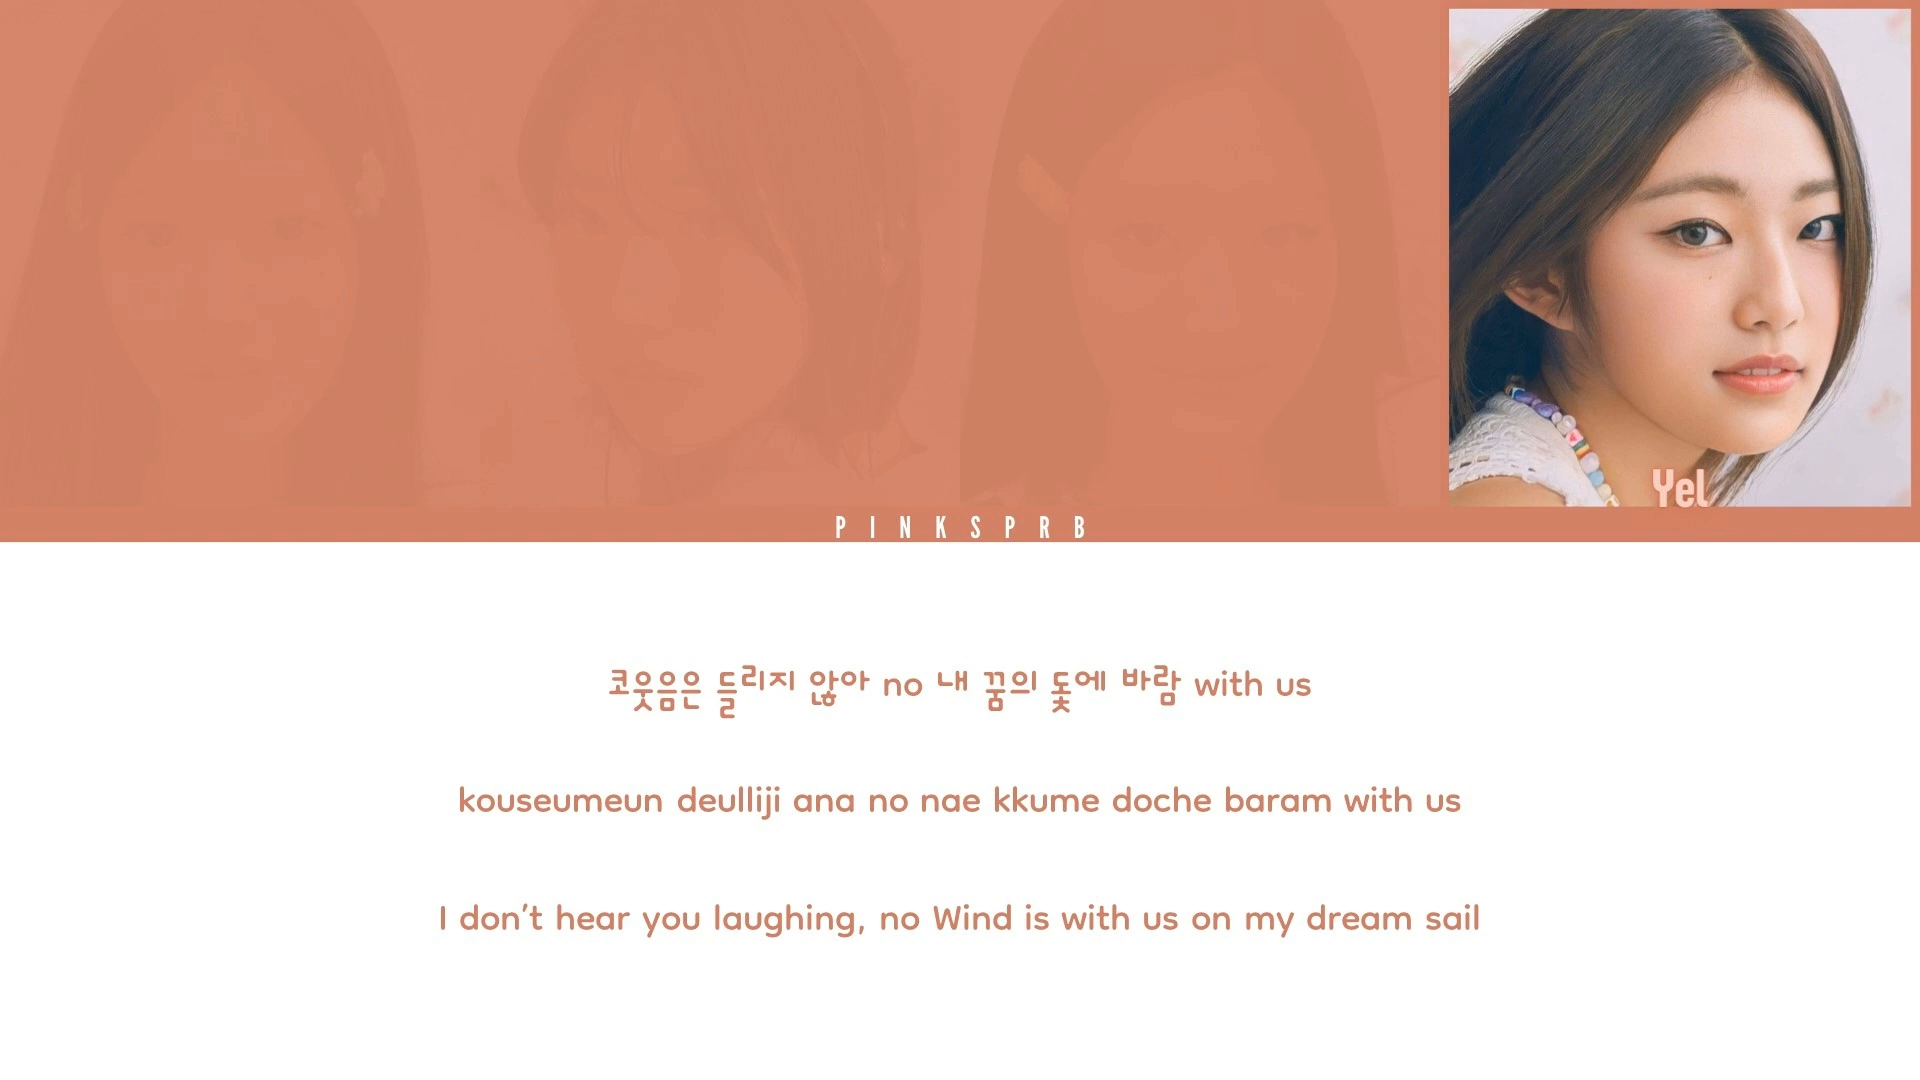 Yel
PINKSPRB
코웃음은 들리지 않아 no 내 꿈의 돛에 바람 with us
kouseumeun deulliji ana no nae kkume doche baram with us
I don't hear you laughing, no Wind is with us on my dream sail